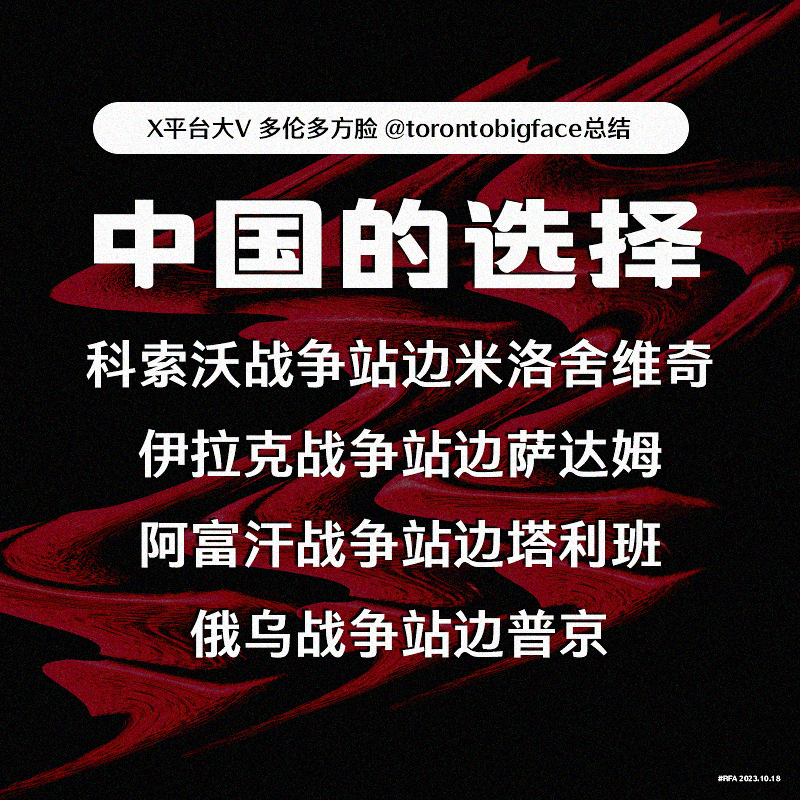 X平台大V 多伦多方脸 @torontobigface总结
中国的选择
科索沃战争站边米洛舍维奇
伊拉克战争站边萨达姆
阿富汗战争站边塔利班
俄乌战争站边普京
#RFA 2023.10.18